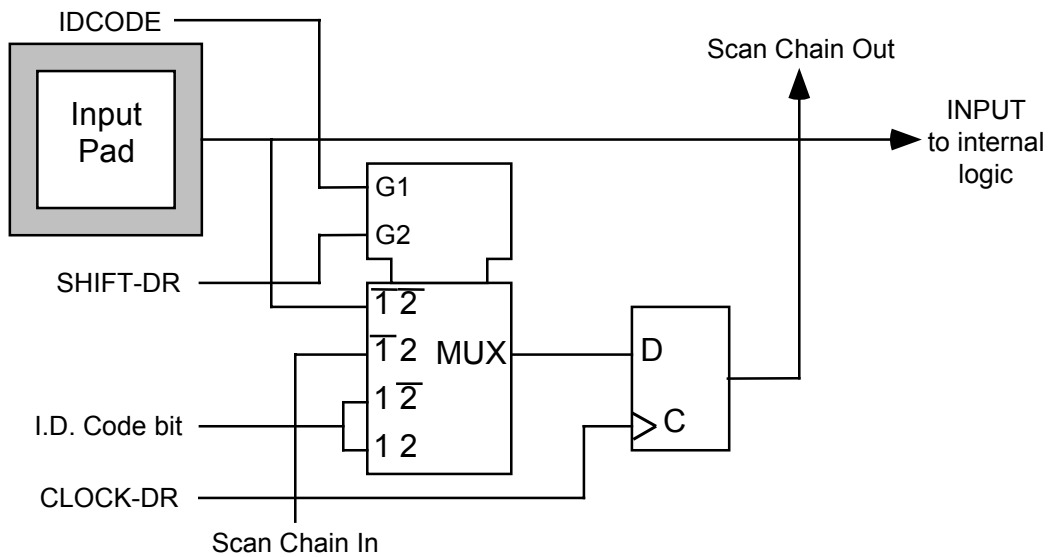 IDCODE
Scan Chain Out
Input
Pad
INPUT
to internal
logic
G1
G2
SHIFT-DR
1̅ 2̅
1̅ 2
MUX
D
1 2̅
I.D. Code bit
1 2
C
CLOCK-DR
Scan Chain In